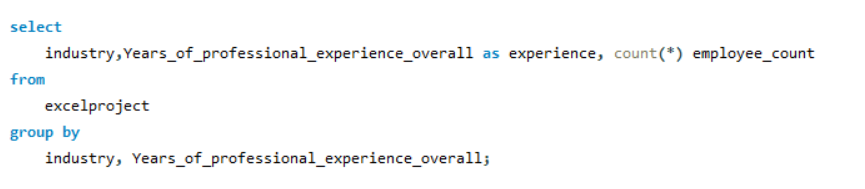 select
industry,Years_of_professional_experience_overall as experience, count(*) employee_count
from
excelproject
group by
industry, Years_of_professional_experience_overall;